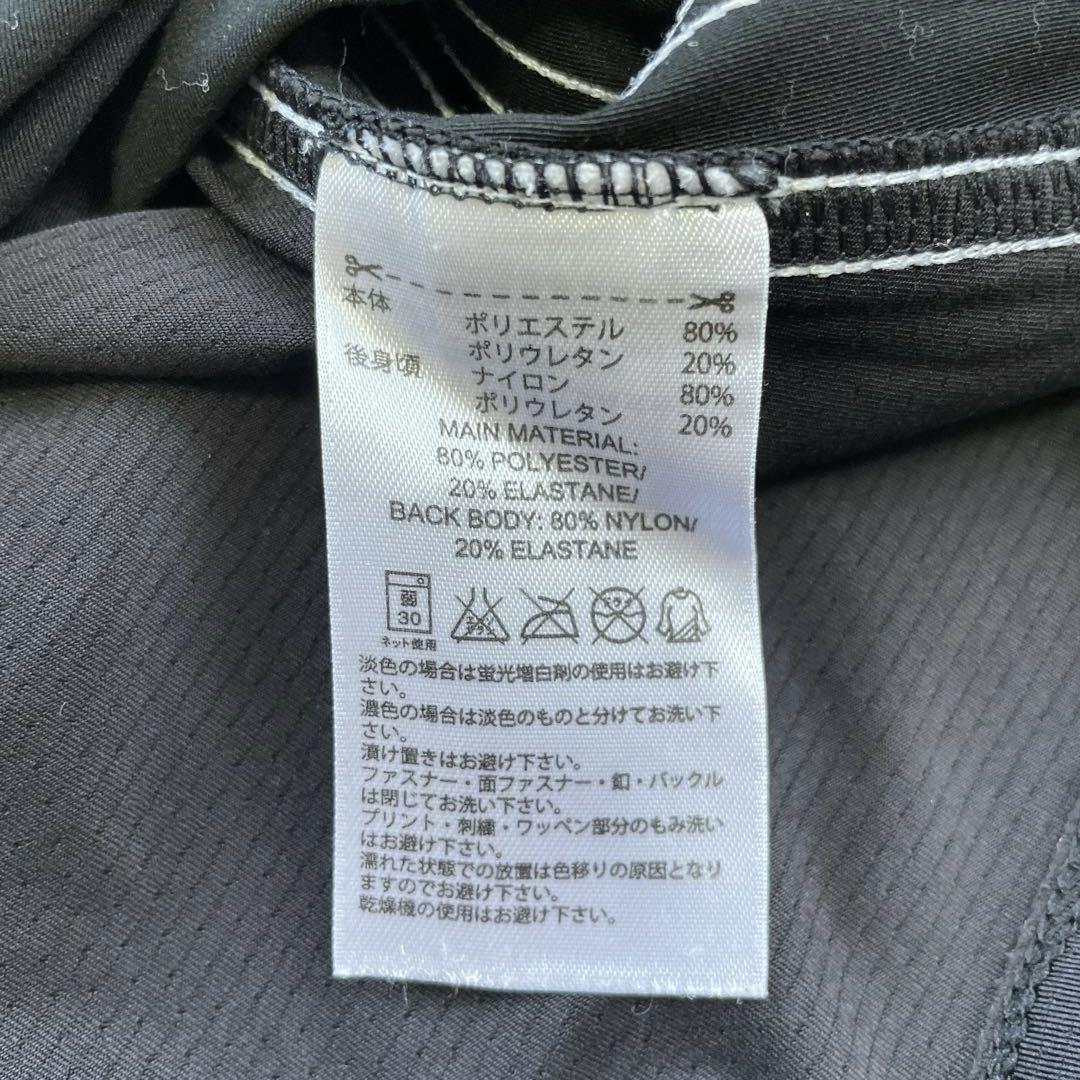 本体 ポリエステル 80%
ポリウレタン 20%
後身頃 ナイロン 80%
ポリウレタン 20%
MAIN MATERIAL:
80% POLYESTER/
20% ELASTANE/
BACK BODY: 80% NYLON/
20% ELASTANE
弱
30
ネット使用
淡色の場合は蛍光増白剤の使用はお避け下
さい。
濃色の場合は淡色のものと分けてお洗い下
さい。
漬け置きはお避け下さい。
ファスナー・面ファスナー・釦・バックル
は閉じてお洗い下さい。
プリント・刺繍・ワッペン部分のもみ洗い
はお避け下さい。
濡れた状態での放置は色移りの原因となり
ますのでお避け下さい。
乾燥機の使用はお避け下さい。